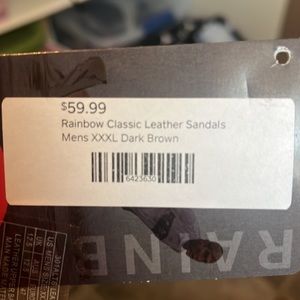 $59.99
Rainbow Classic Leather Sandals
Mens XXXL Dark Brown
6423630
RAINB